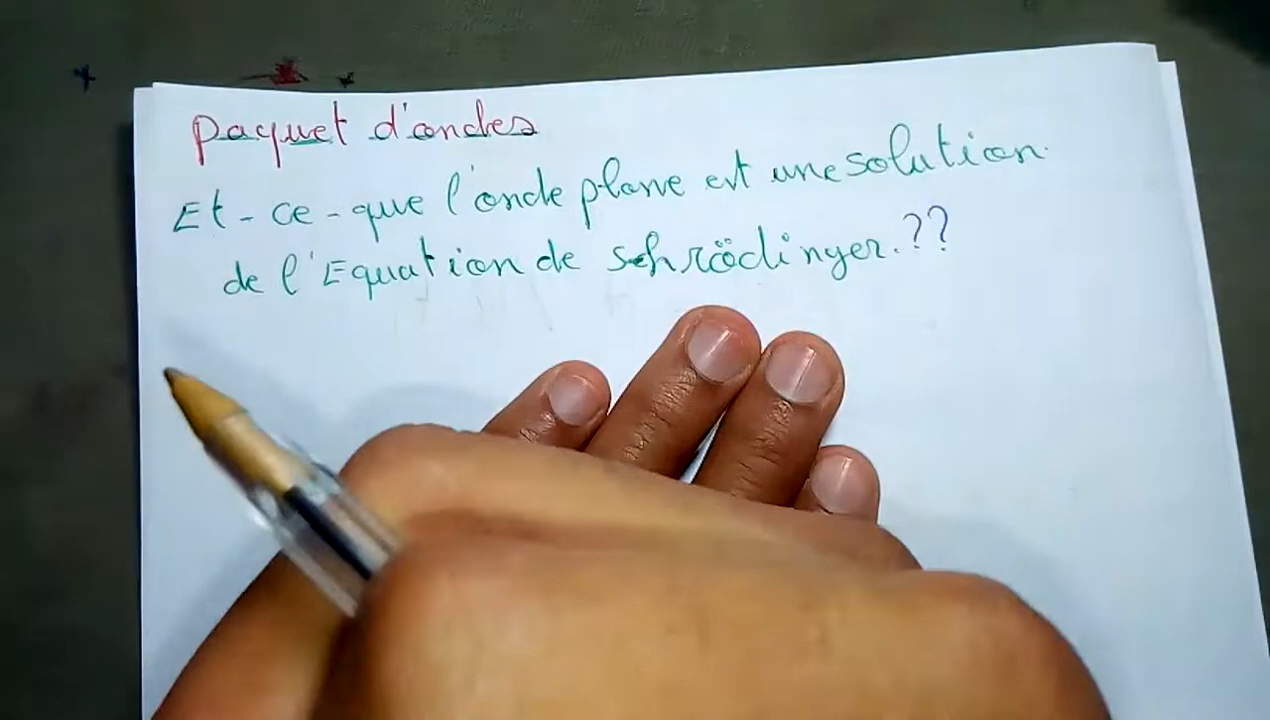 Paquet d'ondes
Et-ce-que l'onde plane est une solution.
de l'Equation de schrödinger.??